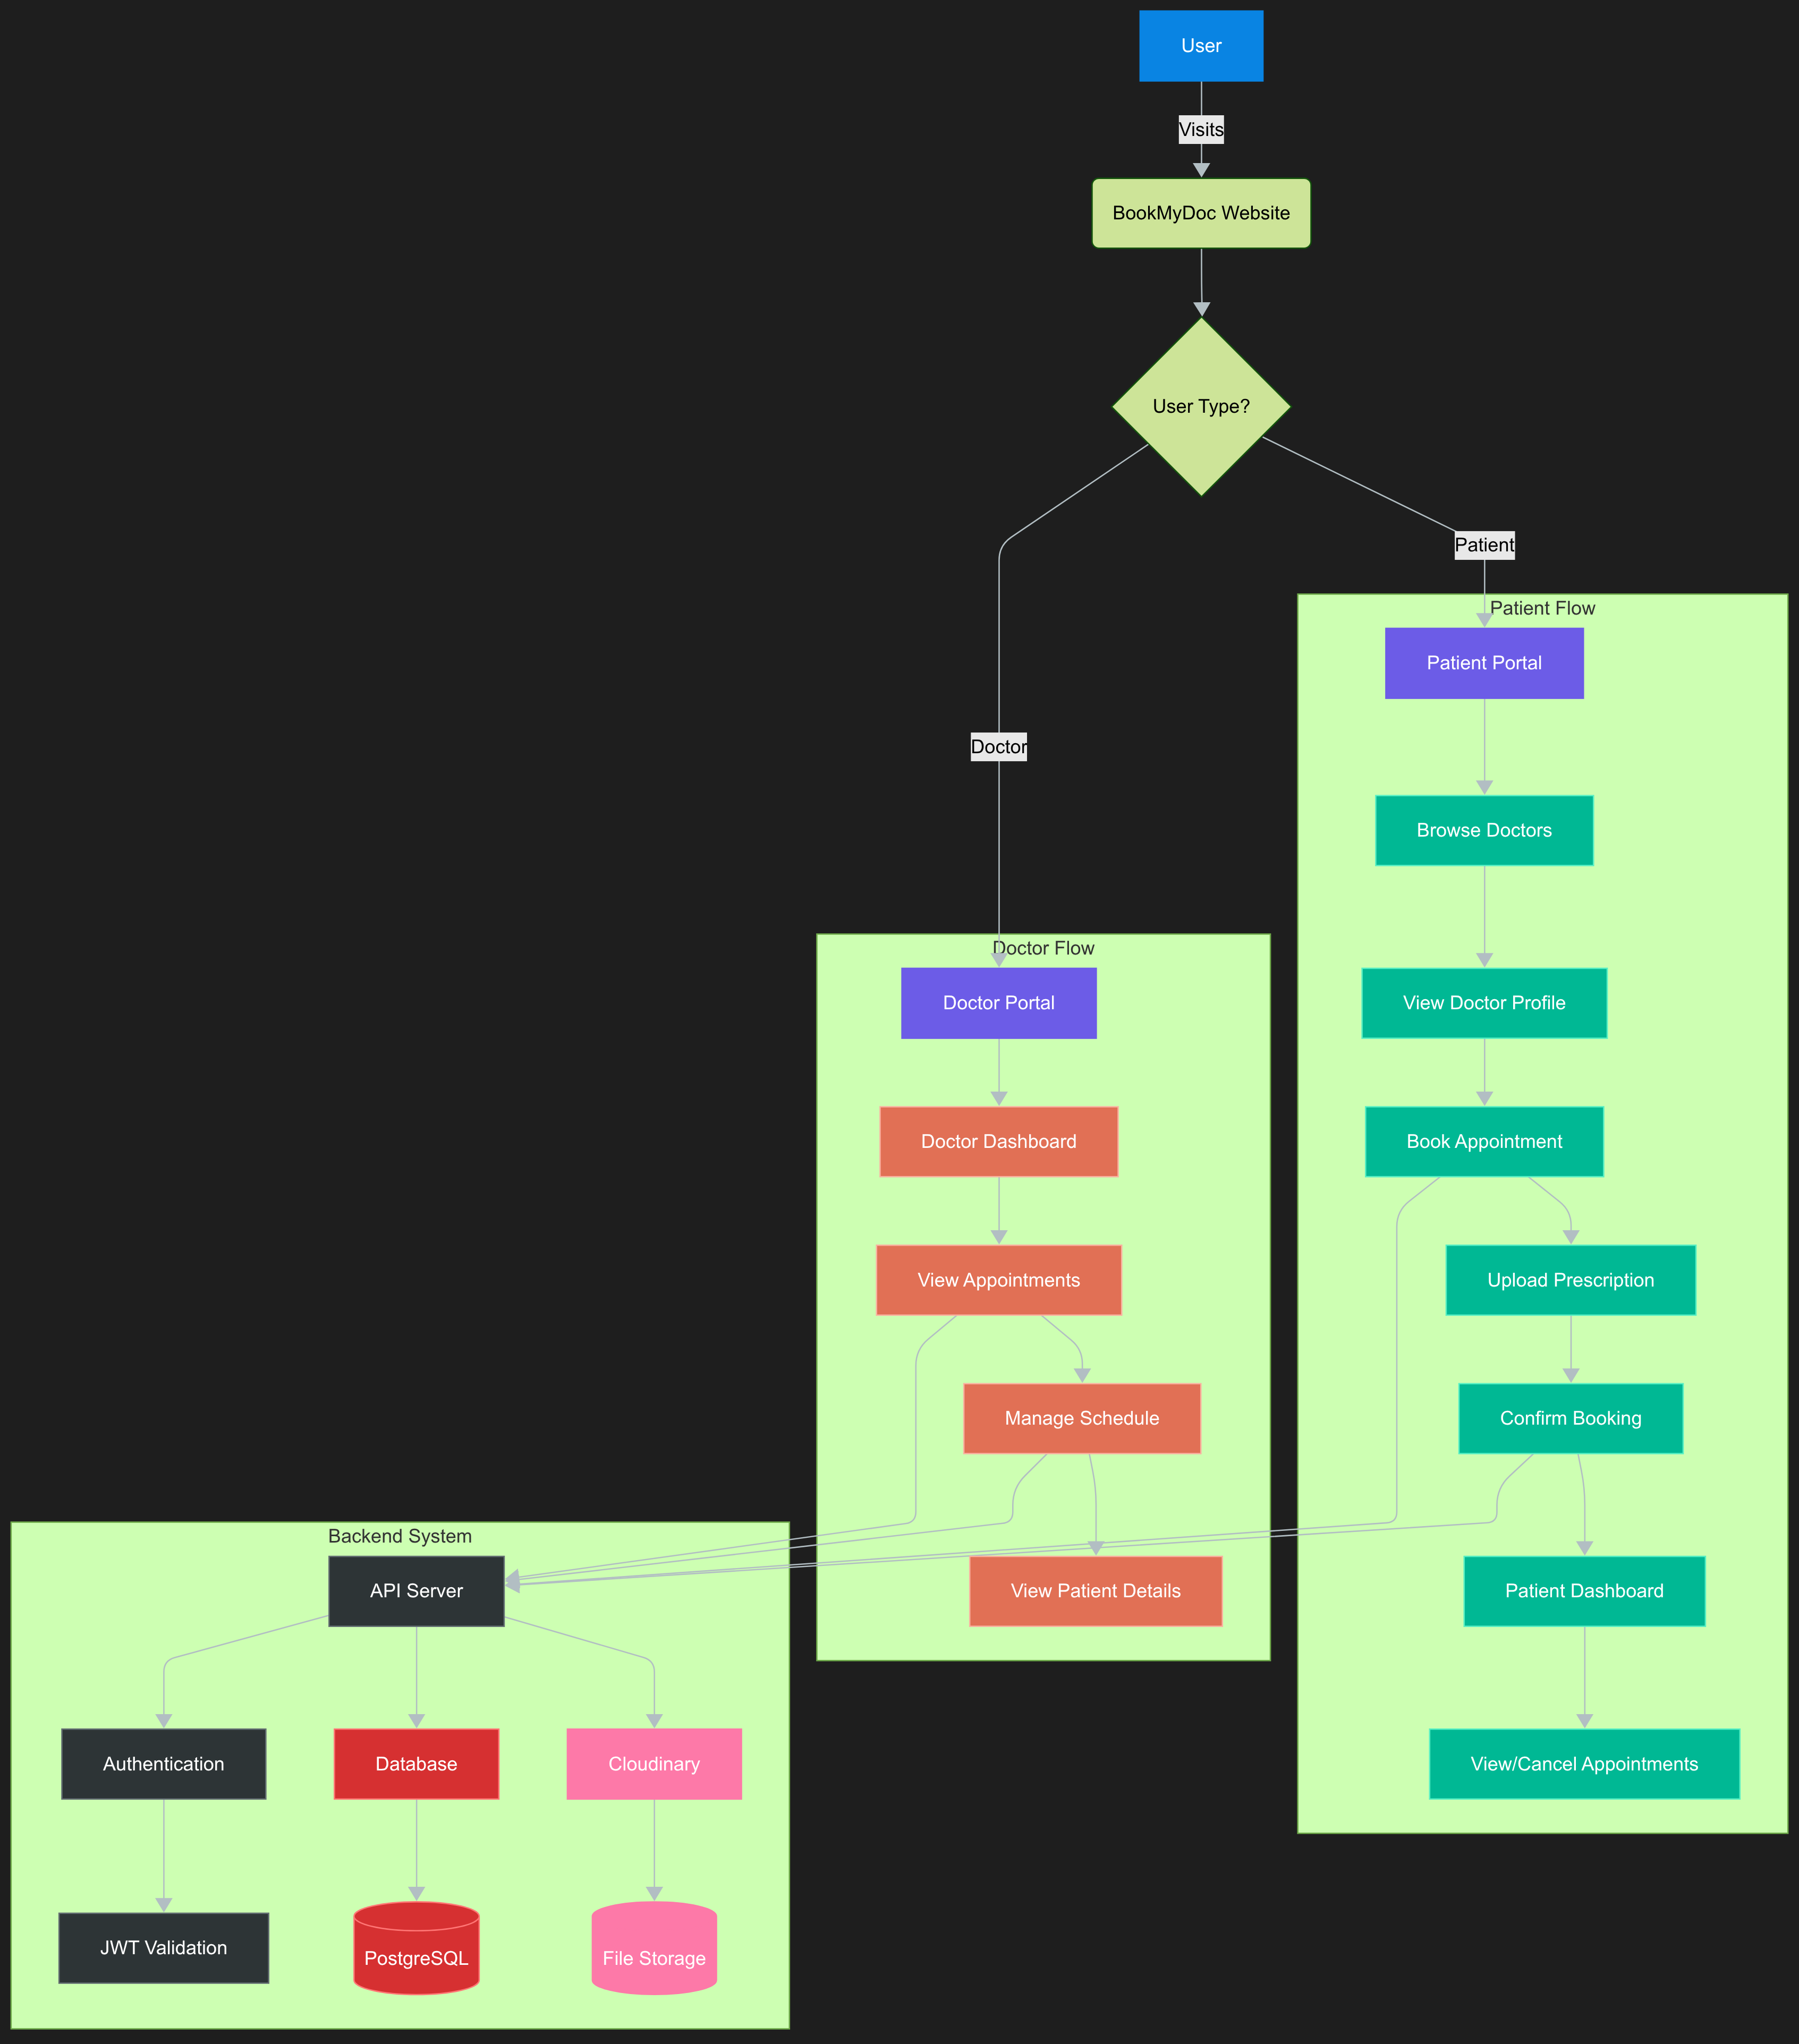 User
Visits
BookMyDoc Website
User Type?
Patient
Doctor
Patient Flow
Patient Portal
Browse Doctors
View Doctor Profile
Book Appointment
Upload Prescription
Confirm Booking
Patient Dashboard
View/Cancel Appointments
Doctor Flow
Doctor Portal
Doctor Dashboard
View Appointments
Manage Schedule
View Patient Details
Backend System
API Server
Authentication
Database
Cloudinary
JWT Validation
PostgreSQL
File Storage